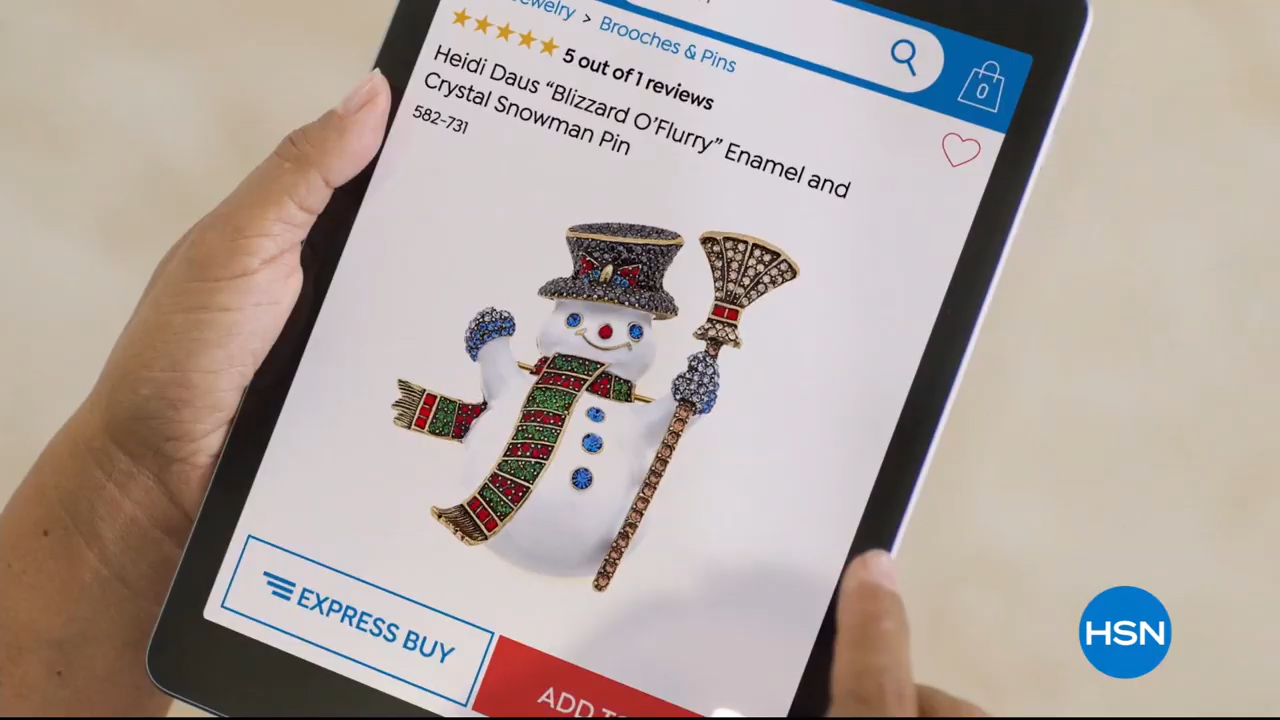 Jewelry > Brooches & Pins
0
5 out of 1 reviews
Heidi Daus “Blizzard O’Flurry” Enamel and
Crystal Snowman Pin
582-731
EXPRESS BUY
ADD
HSN